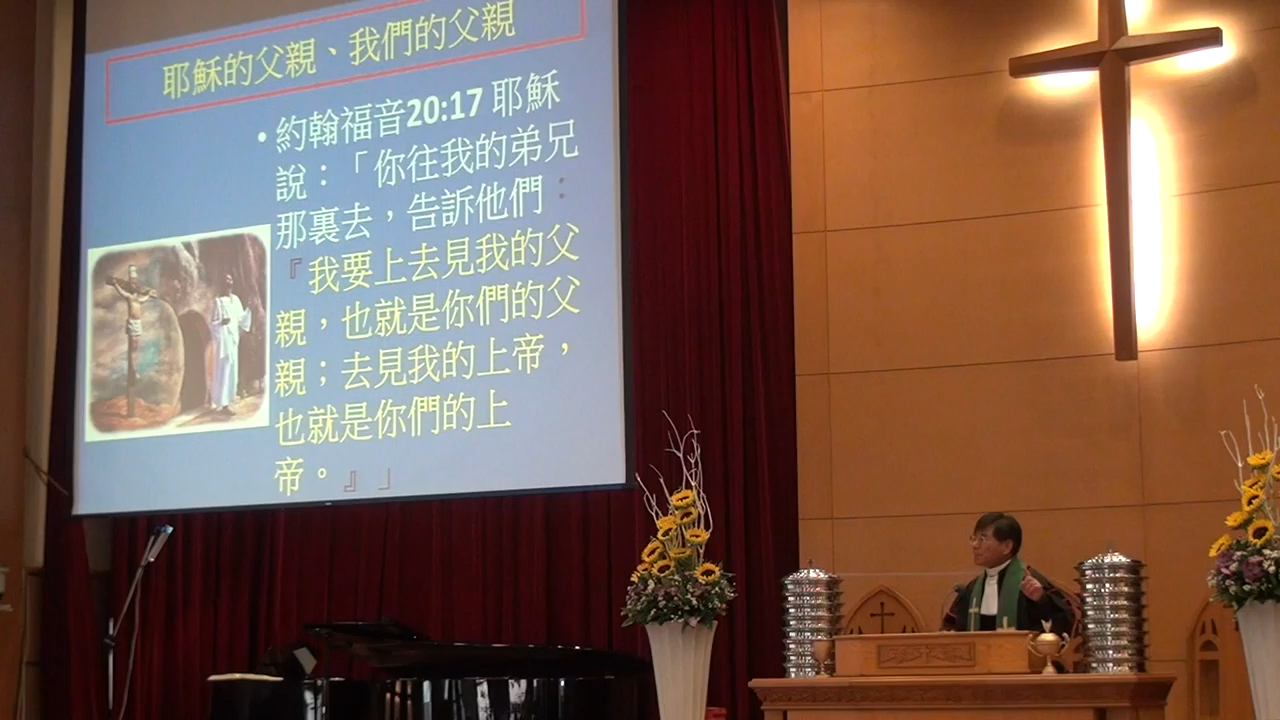 耶穌的父親、我們的父親
• 約翰福音20:17 耶穌
說：「你往我的弟兄
那裏去，告訴他們：
『我要上去見我的父
親，也就是你們的父
親；去見我的上帝，
也就是你們的上
帝。』」